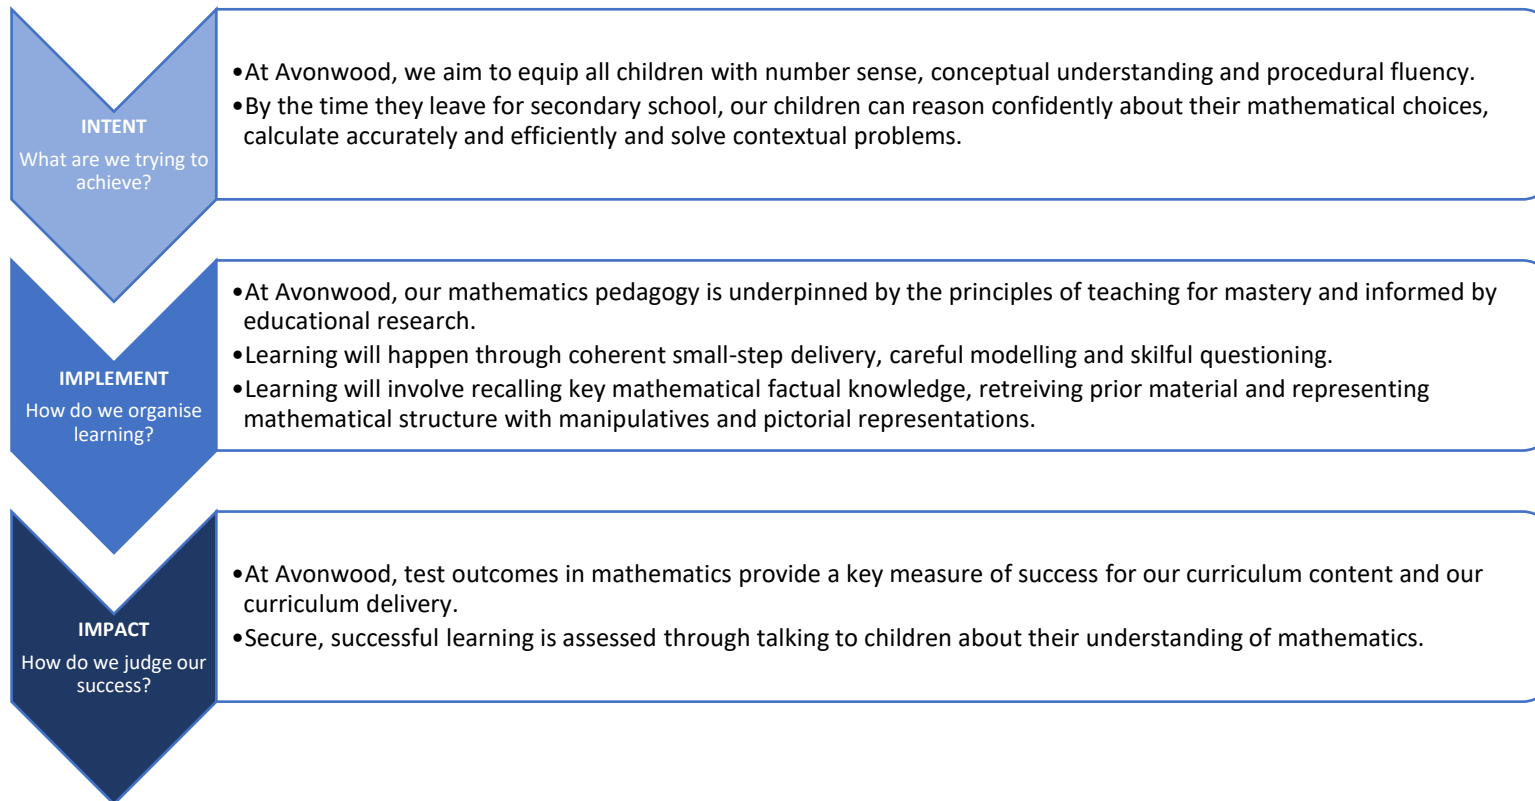 INTENT
What are we trying to
achieve?
•At Avonwood, we aim to equip all children with number sense, conceptual understanding and procedural fluency.
•By the time they leave for secondary school, our children can reason confidently about their mathematical choices,
calculate accurately and efficiently and solve contextual problems.
IMPLEMENT
How do we organise
learning?
•At Avonwood, our mathematics pedagogy is underpinned by the principles of teaching for mastery and informed by
educational research.
•Learning will happen through coherent small-step delivery, careful modelling and skilful questioning.
•Learning will involve recalling key mathematical factual knowledge, retreiving prior material and representing
mathematical structure with manipulatives and pictorial representations.
IMPACT
How do we judge our
success?
•At Avonwood, test outcomes in mathematics provide a key measure of success for our curriculum content and our
curriculum delivery.
•Secure, successful learning is assessed through talking to children about their understanding of mathematics.